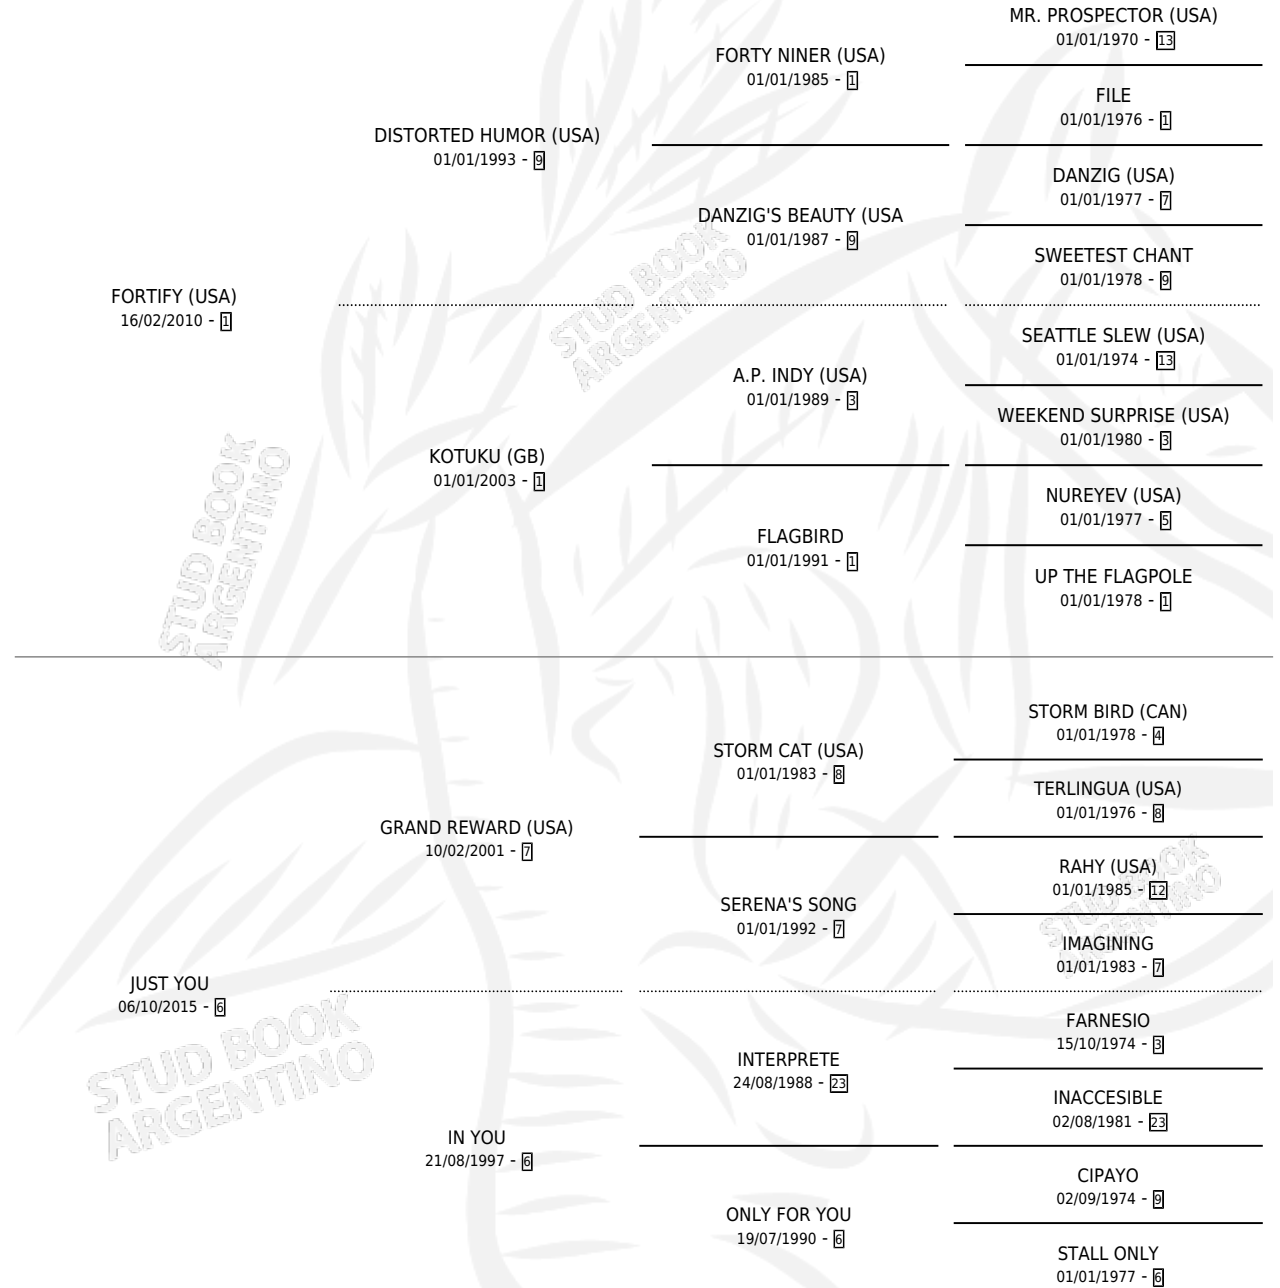 MR. PROSPECTOR (USA)
01/01/1970 - 13
FORTY NINER (USA)
01/01/1985 - 1
FILE
01/01/1976 - 1
DISTORTED HUMOR (USA)
01/01/1993 - 9
DANZIG (USA)
01/01/1977 - 7
DANZIG'S BEAUTY (USA
01/01/1987 - 9
SWEETEST CHANT
01/01/1978 - 9
FORTIFY (USA)
16/02/2010 - 1
SEATTLE SLEW (USA)
01/01/1974 - 13
A.P. INDY (USA)
01/01/1989 - 3
WEEKEND SURPRISE (USA)
01/01/1980 - 3
KOTUKU (GB)
01/01/2003 - 1
NUREYEV (USA)
01/01/1977 - 5
FLAGBIRD
01/01/1991 - 1
UP THE FLAGPOLE
01/01/1978 - 1
STUD BOOK
ARGENTINO
STUD BOOK
ARGENTINO
STORM BIRD (CAN)
01/01/1978 - 4
STORM CAT (USA)
01/01/1983 - 8
TERLINGUA (USA)
01/01/1976 - 8
GRAND REWARD (USA)
10/02/2001 - 7
RAHY (USA)
01/01/1985 - 12
SERENA'S SONG
01/01/1992 - 7
IMAGINING
01/01/1983 - 7
JUST YOU
06/10/2015 - 6
FARNESIO
15/10/1974 - 3
INTERPRETE
24/08/1988 - 23
INACCESIBLE
02/08/1981 - 23
IN YOU
21/08/1997 - 6
CIPAYO
02/09/1974 - 9
ONLY FOR YOU
19/07/1990 - 6
STALL ONLY
01/01/1977 - 6
STUD BOOK
ARGENTINO
STUD BOOK
ARGENTINO